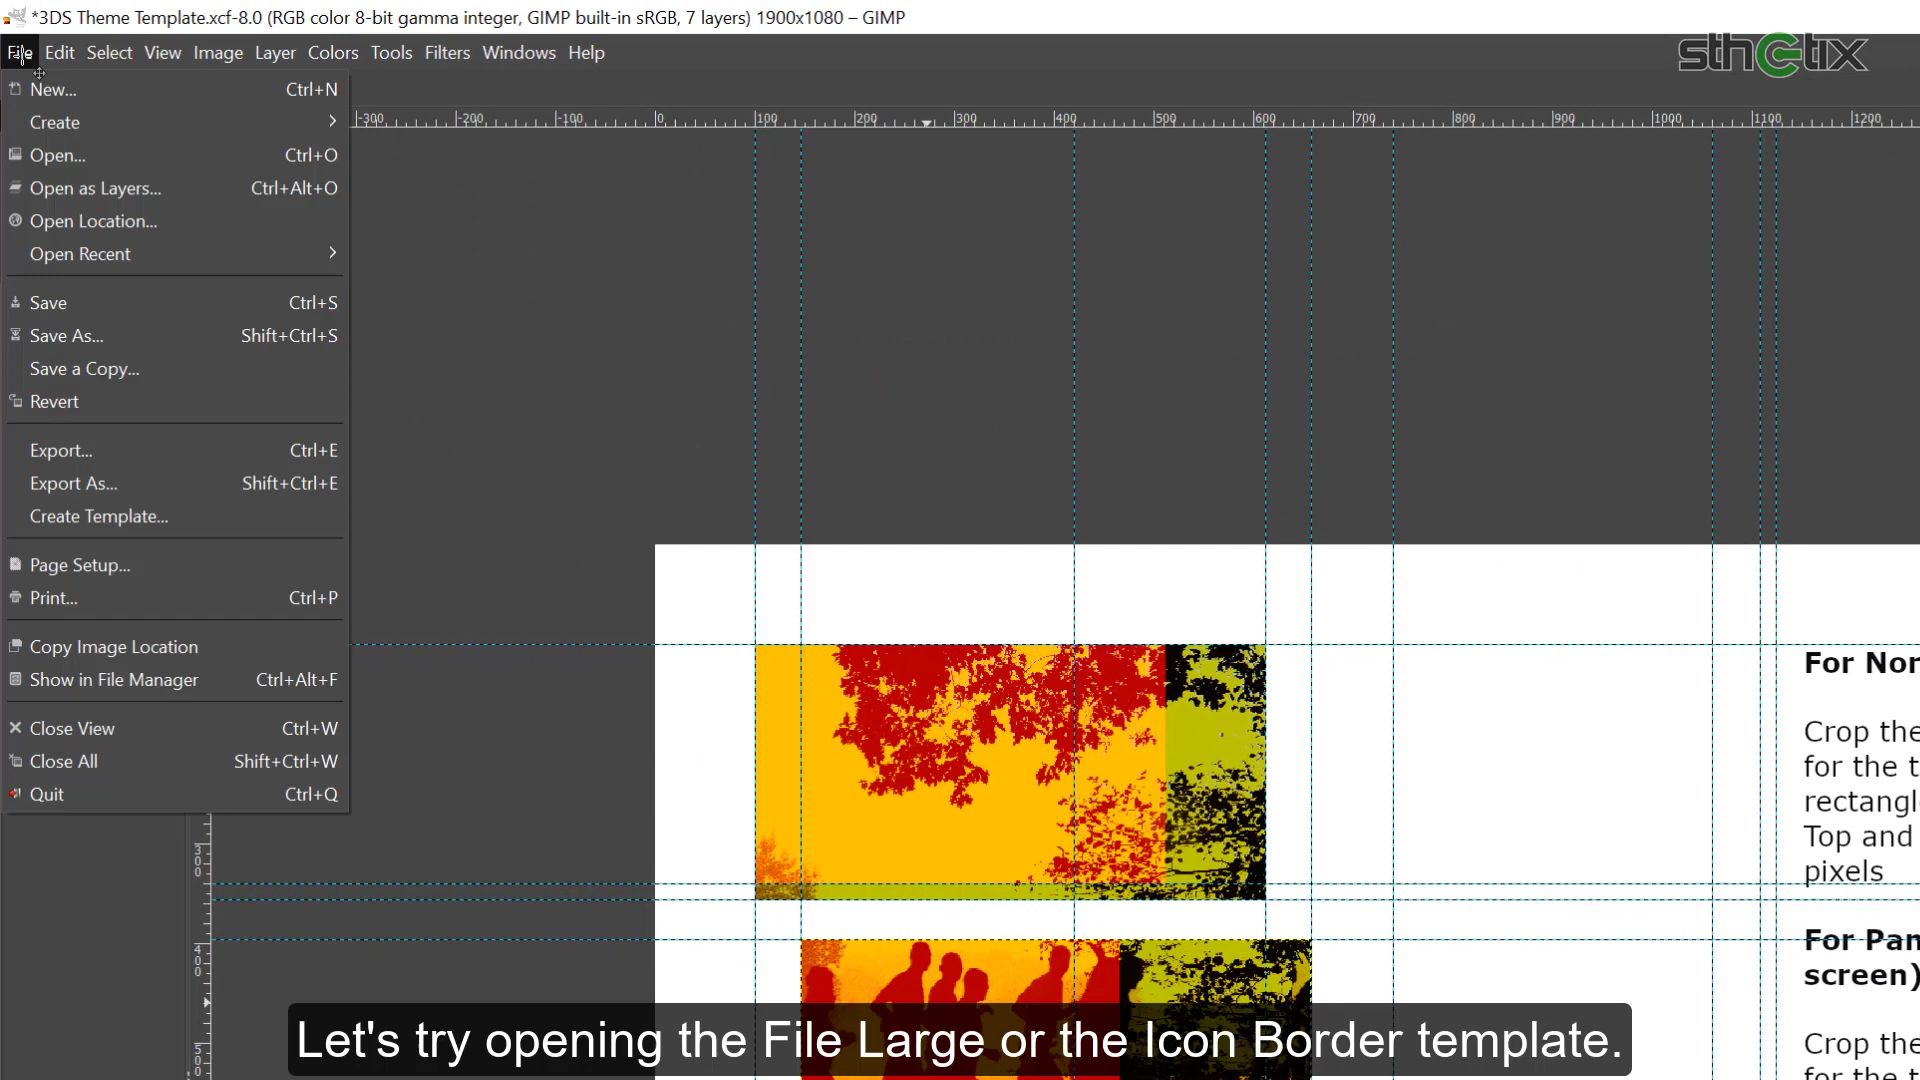 *3DS Theme Template.xcf-8.0 (RGB color 8-bit gamma integer, GIMP built-in sRGB, 7 layers) 1900x1080 – GIMP
File Edit Select View Image Layer Colors Tools Filters Windows Help
sthetix
New... Ctrl+N
Create
Open... Ctrl+O
Open as Layers... Ctrl+Alt+O
Open Location...
Open Recent
Save Ctrl+S
Save As... Shift+Ctrl+S
Save a Copy...
Revert
Export... Ctrl+E
Export As... Shift+Ctrl+E
Create Template...
Page Setup...
Print... Ctrl+P
Copy Image Location
Show in File Manager Ctrl+Alt+F
Close View Ctrl+W
Close All Shift+Ctrl+W
Quit Ctrl+Q
-300 -200 -100 0 100 200 300 400 500 600 700 800 900 1000 1100 1200
300
400
500
For Nor
Crop the
for the t
rectangl
Top and
pixels
For Pan
screen)
Crop the
for the t
Let's try opening the File Large or the Icon Border template.